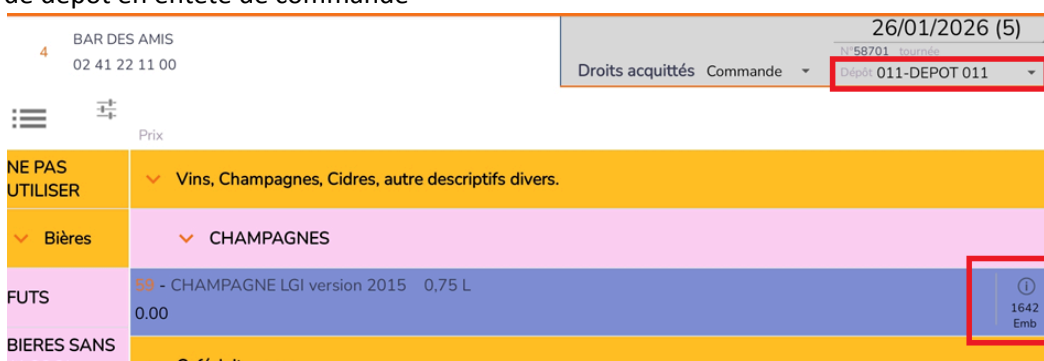 de dépôt en entête de commande
4
BAR DES AMIS
02 41 22 11 00
26/01/2026 (5)
N°58701 tournée
Droits acquittés Commande
Dépôt 011-DEPOT 011
Prix
NE PAS
UTILISER
Vins, Champagnes, Cidres, autre descriptifs divers.
Bières
CHAMPAGNES
FUTS
59 - CHAMPAGNE LGI version 2015 0,75 L
0.00
1642
Emb
BIERES SANS